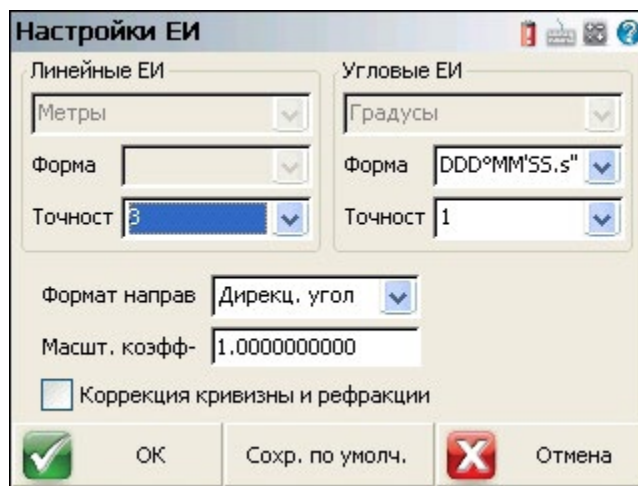 Настройки ЕИ
Линейные ЕИ
Угловые ЕИ
Метры
Градусы
Форма
Форма DDD°MM'SS.s"
Точност 3
Точност 1
Формат направ Дирекц. угол
Масшт. коэфф- 1.0000000000
Коррекция кривизны и рефракции
ОК
Сохр. по умолч.
Отмена